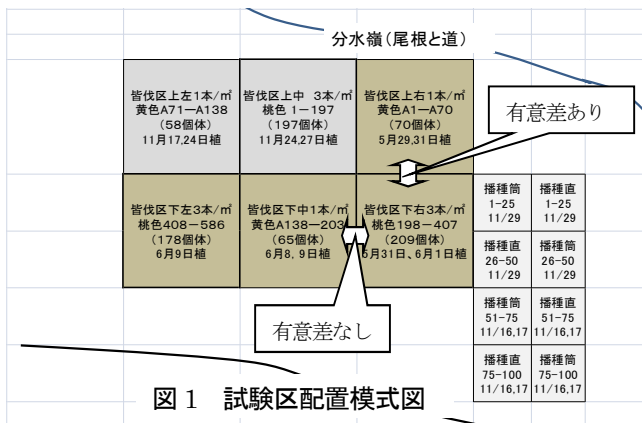 分水嶺（尾根と道）
皆伐区上左1本/㎡
黄色A71―A138
（58個体）
11月17,24日植
皆伐区上中　3本/㎡
桃色 1－197
（197個体）
11月24,27日植
皆伐区上右1本/㎡
黄色A1―A70
（70個体）
5月29,31日植
有意差あり
皆伐区下左3本/㎡
桃色408－586
（178個体）
6月9日植
皆伐区下中1本/㎡
黄色A138―203
（65個体）
6月8，9日植
皆伐区下右3本/㎡
桃色198－407
（209個体）
5月31日、6月1日植
有意差なし
播種筒
1-25
11/29
播種直
1-25
11/29
播種直
26-50
11/29
播種筒
26-50
11/29
播種筒
51-75
11/16,17
播種直
51-75
11/16,17
播種直
75-100
11/16,17
播種筒
75-100
11/16,17
図１　試験区配置模式図